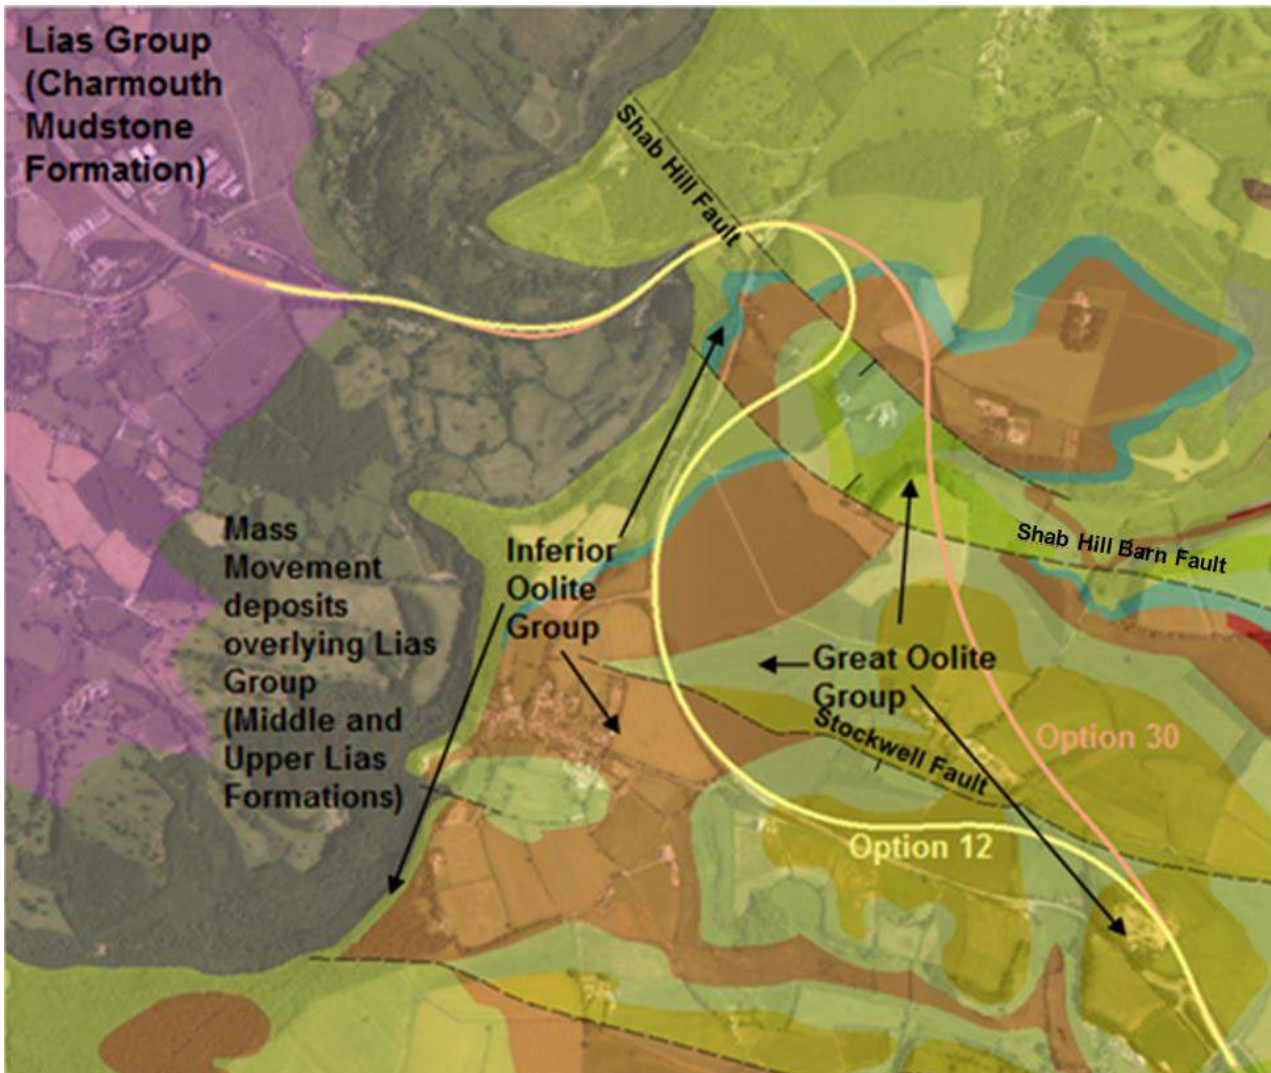 Lias Group
(Charmouth
Mudstone
Formation)
Shab Hill Fault
Mass
Movement
deposits
overlying Lias
Group
(Middle and
Upper Lias
Formations)
Inferior
Oolite
Group
Shab Hill Barn Fault
Great Oolite
Group
Stockwell Fault
Option 30
Option 12